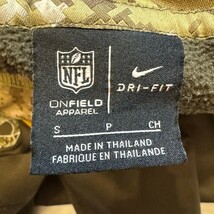 NFL
ONFIELD
APPAREL
DRI-FIT
S P CH
MADE IN THAILAND
FABRIQUE EN THAILANDE